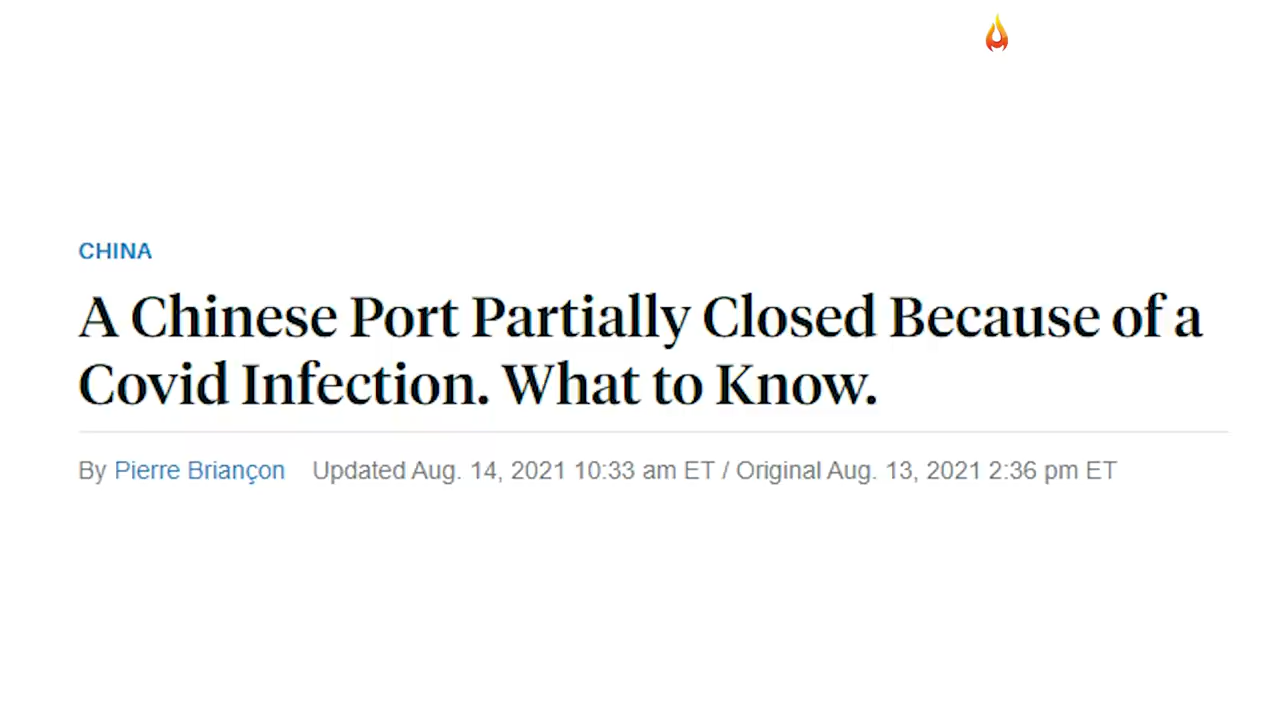 CHINA
A Chinese Port Partially Closed Because of a
Covid Infection. What to Know.
By Pierre Briançon Updated Aug. 14, 2021 10:33 am ET / Original Aug. 13, 2021 2:36 pm ET